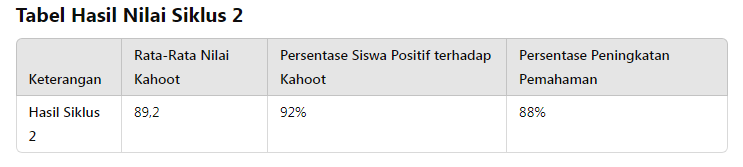 Tabel Hasil Nilai Siklus 2
Keterangan
Rata-Rata Nilai
Kahoot
Persentase Siswa Positif terhadap
Kahoot
Persentase Peningkatan
Pemahaman
Hasil Siklus
2
89,2
92%
88%